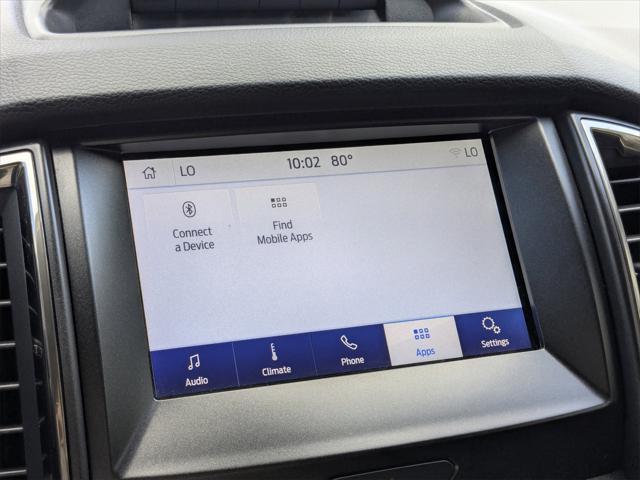 LO 10:02 80° LO
Connect
a Device
Find
Mobile Apps
Audio
Climate
Phone
Apps
Settings